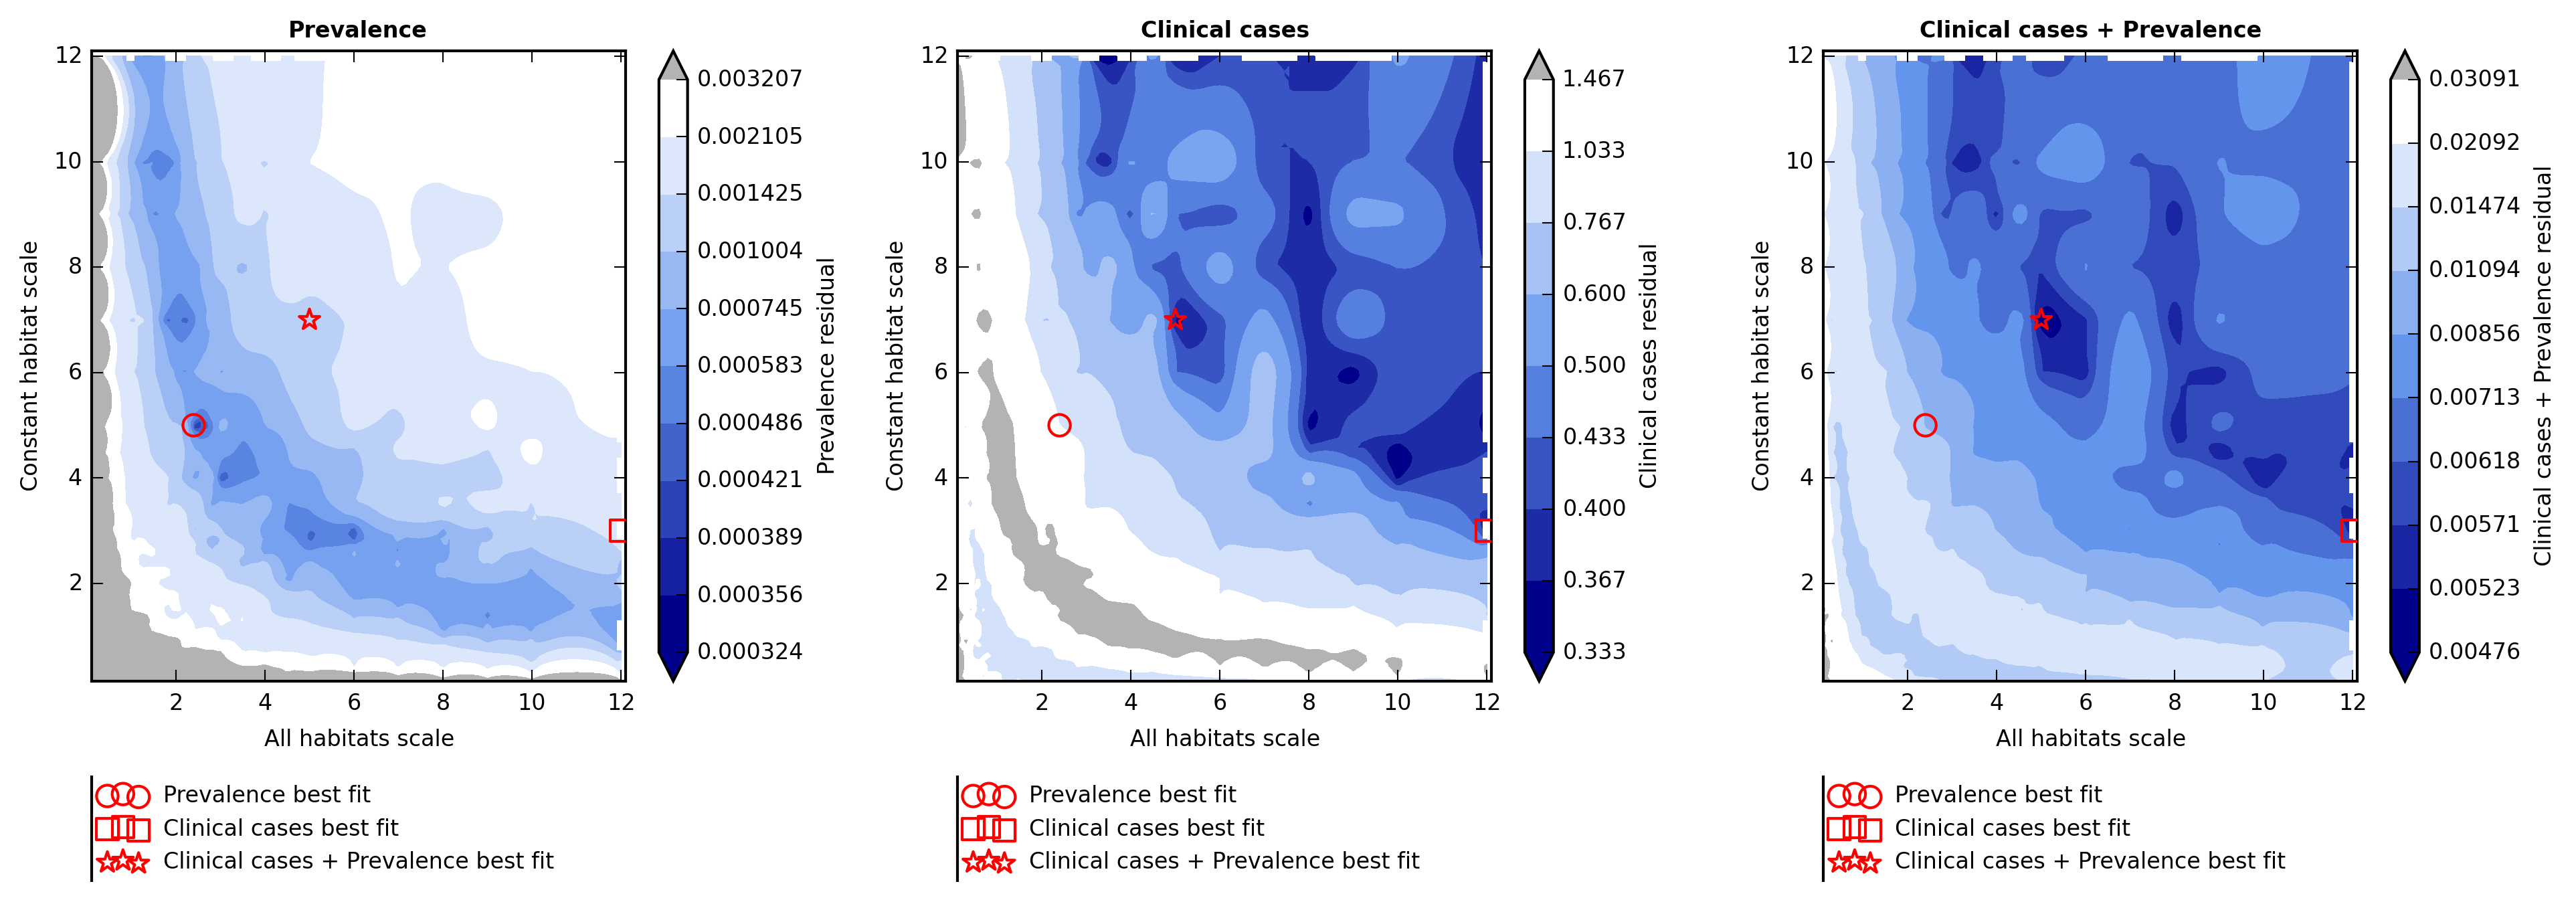 Prevalence
Clinical cases
Clinical cases + Prevalence
12
10
8
6
4
2
Constant habitat scale
2 4 6 8 10 12
All habitats scale
0.003207
0.002105
0.001425
0.001004
0.000745
0.000583
0.000486
0.000421
0.000389
0.000356
0.000324
Prevalence residual
12
10
8
6
4
2
Constant habitat scale
2 4 6 8 10 12
All habitats scale
1.467
1.033
0.767
0.600
0.500
0.433
0.400
0.367
0.333
Clinical cases residual
12
10
8
6
4
2
Constant habitat scale
2 4 6 8 10 12
All habitats scale
0.03091
0.02092
0.01474
0.01094
0.00856
0.00713
0.00618
0.00571
0.00523
0.00476
Clinical cases + Prevalence residual
Prevalence best fit
Clinical cases best fit
Clinical cases + Prevalence best fit
Prevalence best fit
Clinical cases best fit
Clinical cases + Prevalence best fit
Prevalence best fit
Clinical cases best fit
Clinical cases + Prevalence best fit